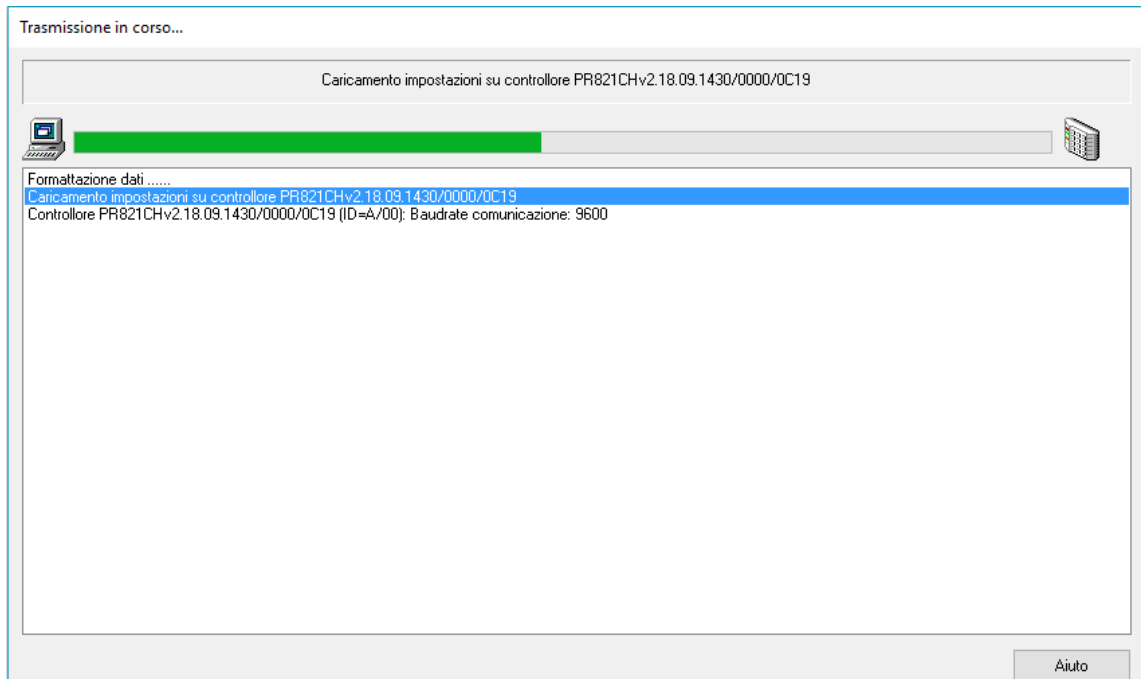 Trasmissione in corso...
Caricamento impostazioni su controllore PR821CHv2.18.09.1430/0000/0C19
Formattazione dati ......
Caricamento impostazioni su controllore PR821CHv2.18.09.1430/0000/0C19
Controllore PR821CHv2.18.09.1430/0000/0C19 (ID=A/00): Baudrate comunicazione: 9600
Aiuto